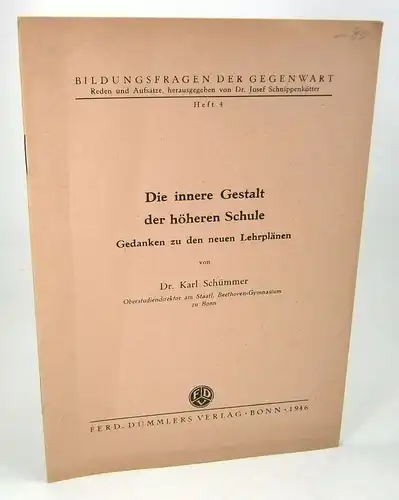 BILDUNGSFRAGEN DER GEGENWART
Reden und Aufsätze, herausgegeben von Dr. Josef Schnippenkötter
Heft 4
Die innere Gestalt
der höheren Schule
Gedanken zu den neuen Lehrplänen
von
Dr. Karl Schümmer
Oberstudiendirektor am Staatl. Beethoven-Gymnasium
zu Bonn
FDV
FERD. DÜMMLERS VERLAG · BONN · 1946